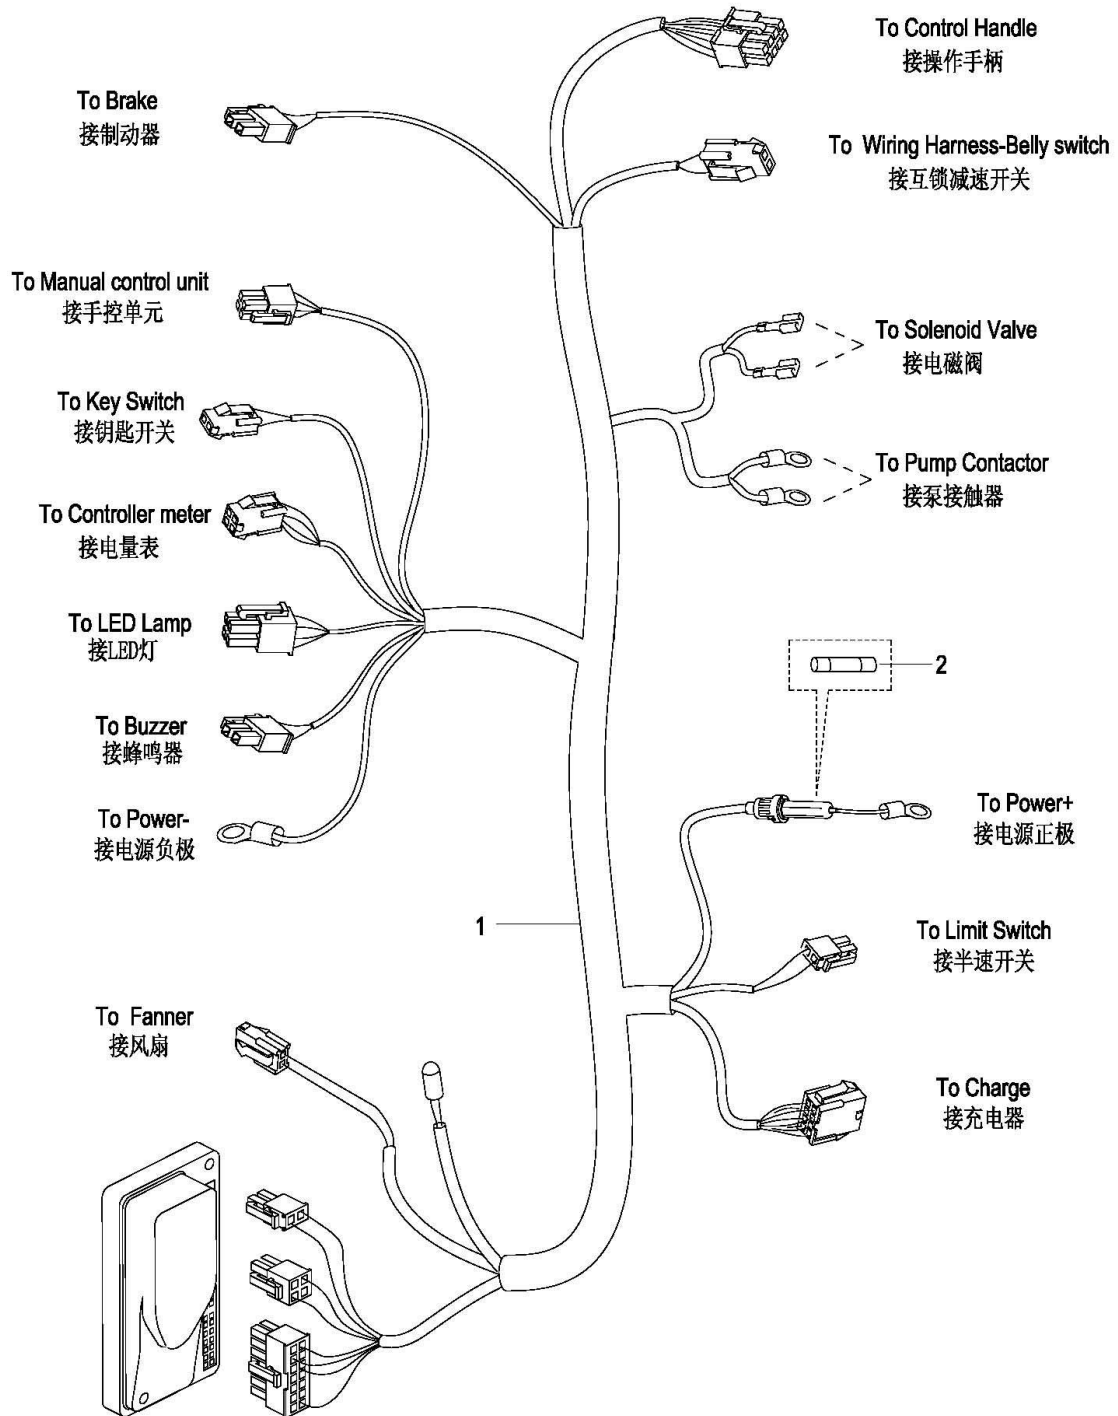 To Control Handle
接操作手柄
To Brake
接制动器
To Wiring Harness-Belly switch
接互锁减速开关
To Manual control unit
接手控单元
To Solenoid Valve
接电磁阀
To Key Switch
接钥匙开关
To Pump Contactor
接泵接触器
To Controller meter
接电量表
To LED Lamp
接LED灯
2
To Buzzer
接蜂鸣器
To Power-
接电源负极
To Power+
接电源正极
1
To Limit Switch
接半速开关
To Fanner
接风扇
To Charge
接充电器